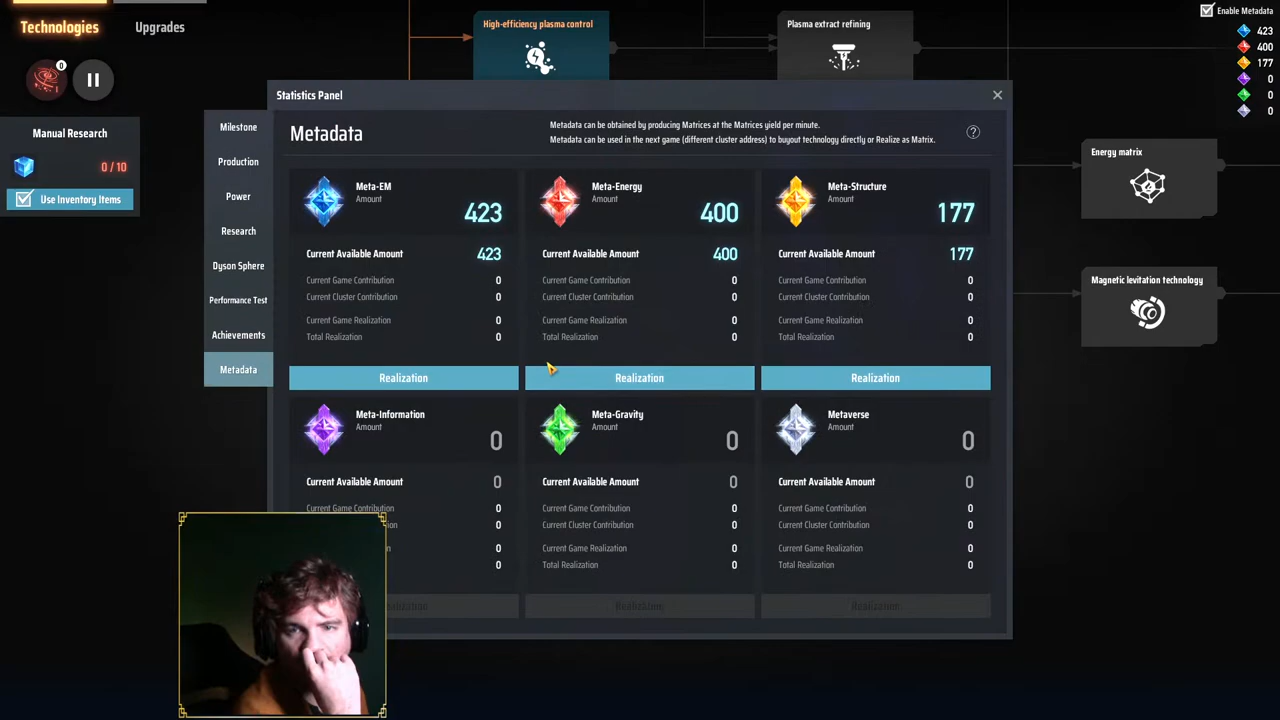 Technologies
Upgrades
High-efficiency plasma control
Plasma extract refining
Enable Metadata
423
400
177
0
0
0
0
Manual Research
0 / 10
Use Inventory Items
Energy matrix
Magnetic levitation technology
Statistics Panel
Milestone
Production
Power
Research
Dyson Sphere
Performance Test
Achievements
Metadata
Metadata
Metadata can be obtained by producing Matrices at the Matrices yield per minute.
Metadata can be used in the next game (different cluster address) to buyout technology directly or Realize as Matrix.
?
Meta-EM
Amount
423
Current Available Amount 423
Current Game Contribution 0
Current Cluster Contribution 0
Current Game Realization 0
Total Realization 0
Realization
Meta-Energy
Amount
400
Current Available Amount 400
Current Game Contribution 0
Current Cluster Contribution 0
Current Game Realization 0
Total Realization 0
Realization
Meta-Structure
Amount
177
Current Available Amount 177
Current Game Contribution 0
Current Cluster Contribution 0
Current Game Realization 0
Total Realization 0
Realization
Meta-Information
Amount
0
Current Available Amount 0
Current Game Contribution 0
0
0
0
Meta-Gravity
Amount
0
Current Available Amount 0
Current Game Contribution 0
Current Cluster Contribution 0
Current Game Realization 0
Total Realization 0
Realization
Metaverse
Amount
0
Current Available Amount 0
Current Game Contribution 0
Current Cluster Contribution 0
Current Game Realization 0
Total Realization 0
Realization